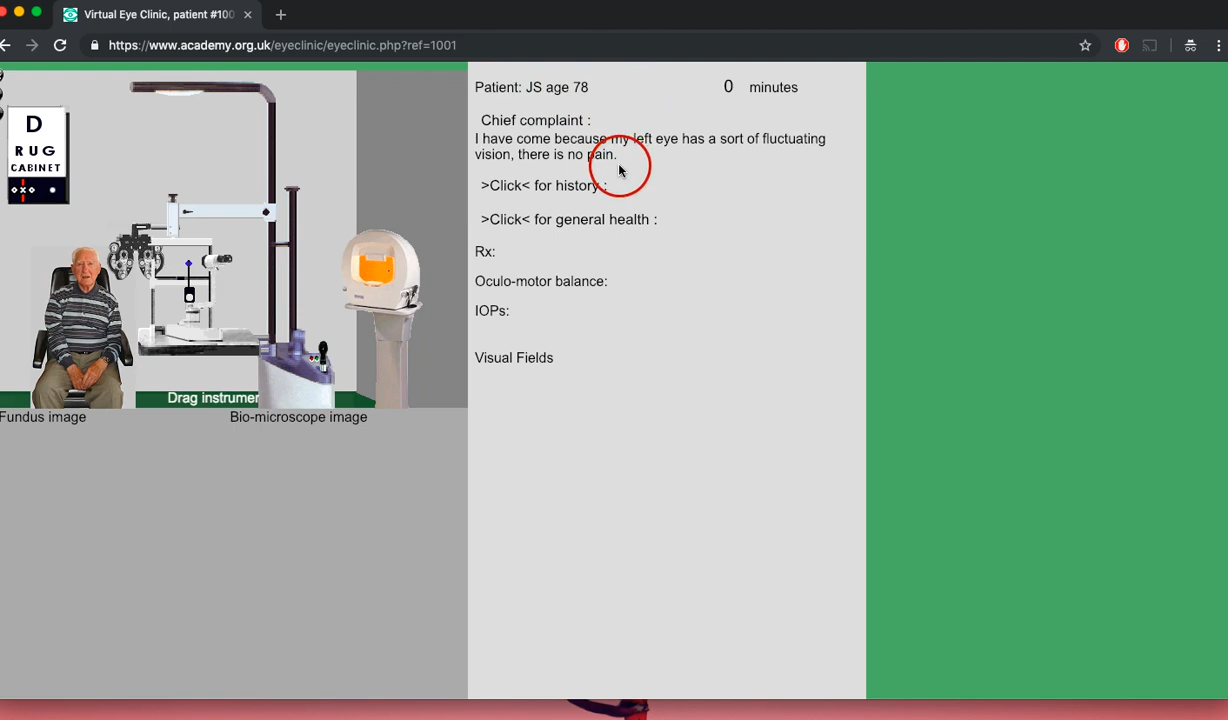 Virtual Eye Clinic, patient #100
https://www.academy.org.uk/eyeclinic/eyeclinic.php?ref=1001
D
RUG
CABINET
Drag instrumen
Fundus image
Bio-microscope image
Patient: JS age 78
0 minutes
Chief complaint :
I have come because my left eye has a sort of fluctuating
vision, there is no pain.
>Click< for history :
>Click< for general health :
Rx:
Oculo-motor balance:
IOPs:
Visual Fields